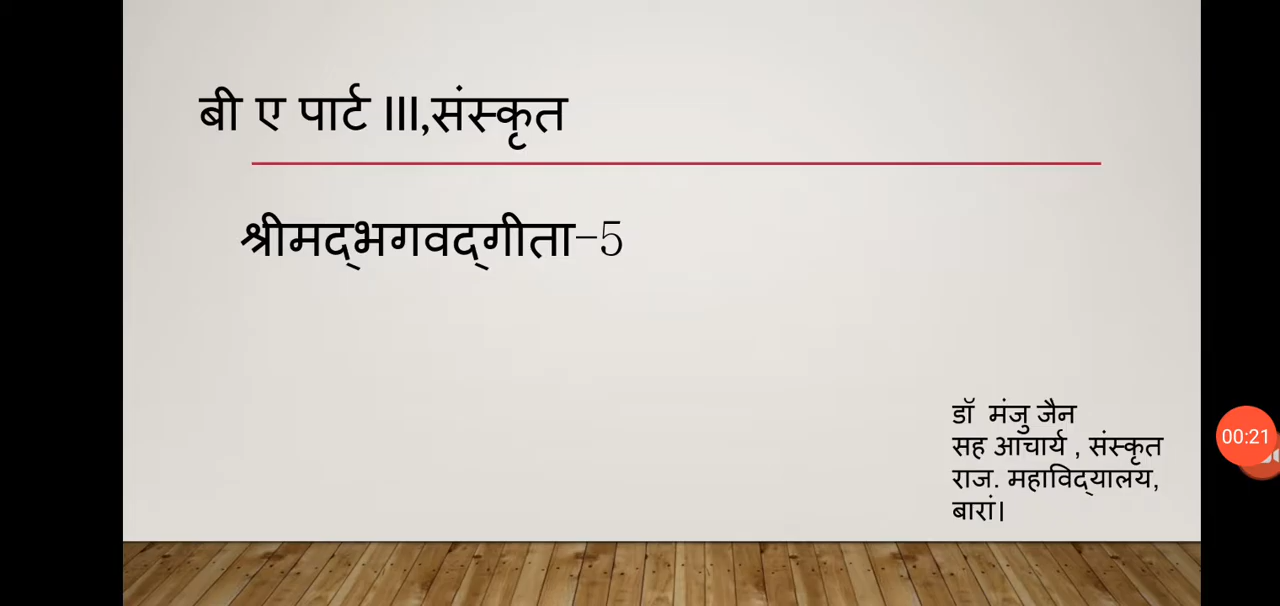 बी ए पार्ट III,संस्कृत
श्रीमद्‌भगवद्‌गीता-5
डॉ मंजु जैन
सह आचार्य , संस्कृत
राज. महाविद्‌यालय,
बारां।
00:21